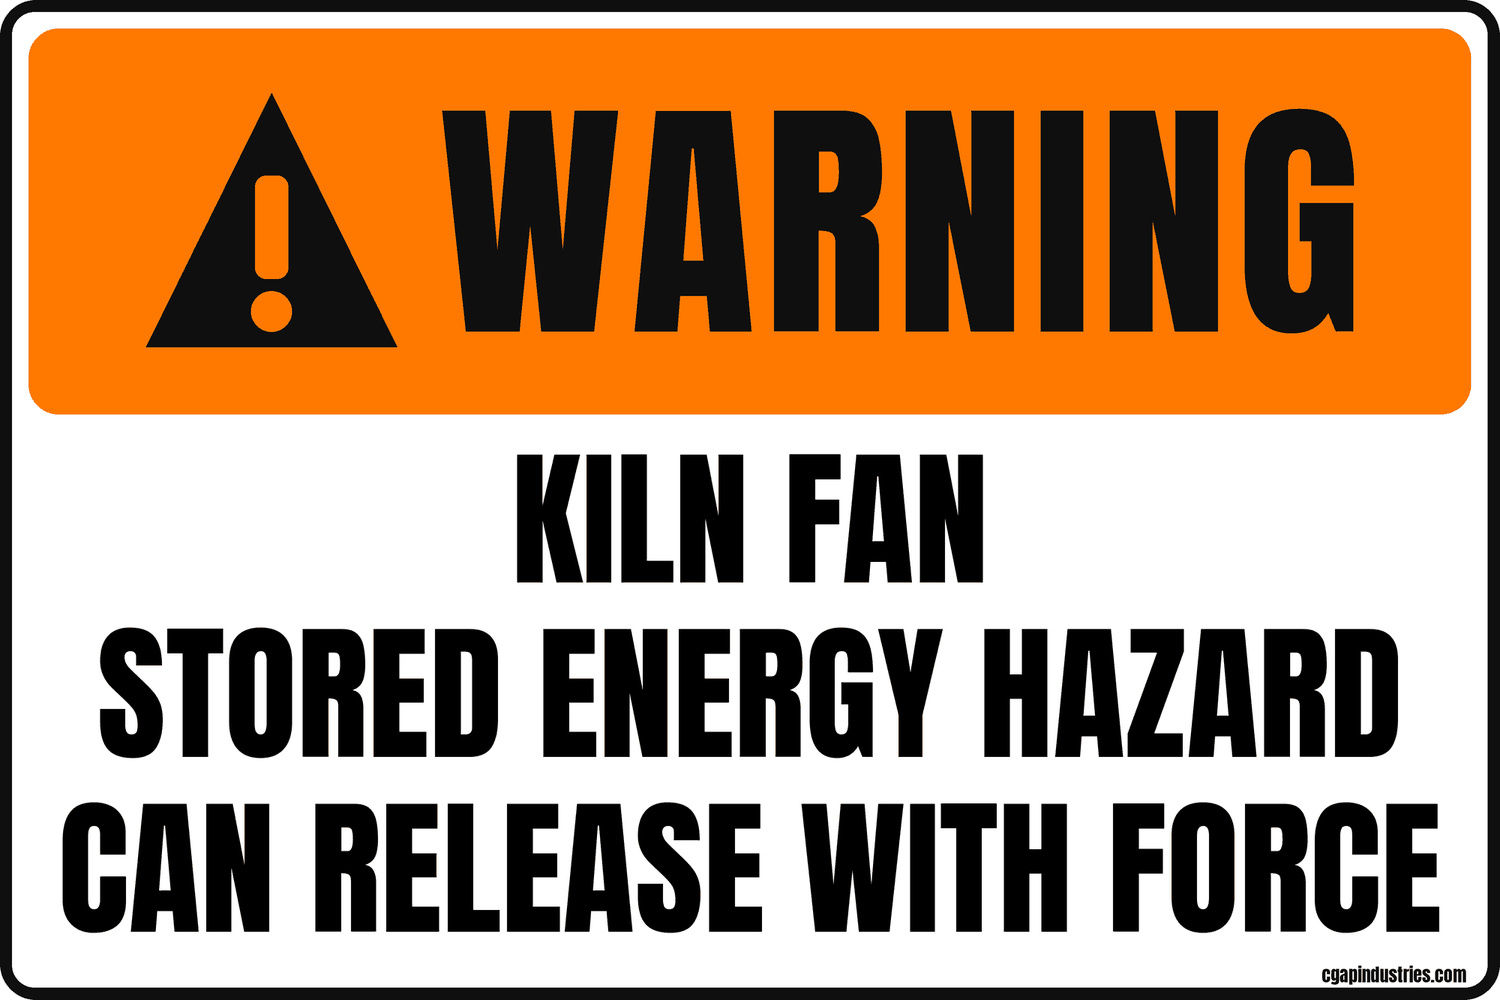 WARNING
KILN FAN
STORED ENERGY HAZARD
CAN RELEASE WITH FORCE
cgapindustries.com